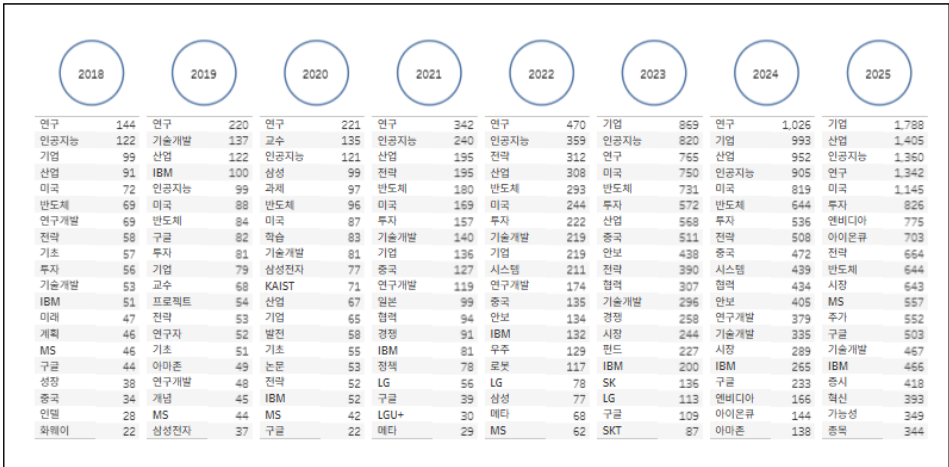 2018 2019 2020 2021 2022 2023 2024 2025
연구 144 연구 220 연구 221 연구 342 연구 470 기업 869 연구 1,026 기업 1,788
인공지능 122 기술개발 137 교수 135 인공지능 240 인공지능 359 인공지능 820 기업 993 산업 1,405
기업 99 산업 122 인공지능 121 산업 195 전략 312 연구 765 산업 952 인공지능 1,360
산업 91 IBM 100 삼성 99 전략 195 산업 308 미국 750 인공지능 905 연구 1,342
미국 72 인공지능 99 과제 97 반도체 180 반도체 293 반도체 731 미국 819 미국 1,145
반도체 69 미국 88 반도체 96 미국 169 미국 244 투자 572 반도체 644 투자 826
연구개발 69 반도체 84 미국 87 투자 157 투자 222 산업 568 투자 536 엔비디아 775
전략 58 구글 82 학습 83 기술개발 140 기술개발 219 중국 511 전략 508 아이온큐 703
기초 57 투자 81 기술개발 81 기업 136 기업 219 안보 438 중국 472 전략 664
투자 56 기업 79 삼성전자 77 중국 127 시스템 211 전략 390 시스템 439 반도체 644
기술개발 53 교수 68 KAIST 71 연구개발 119 연구개발 174 협력 307 협력 434 시장 643
IBM 51 프로젝트 54 산업 67 일본 99 중국 135 기술개발 296 안보 405 MS 557
미래 47 전략 53 기업 65 협력 94 안보 134 경쟁 258 연구개발 379 주가 552
계획 46 연구자 52 발전 58 경쟁 91 IBM 132 시장 244 기술개발 335 구글 503
MS 46 기초 51 기초 55 IBM 81 우주 129 펀드 227 시장 289 기술개발 467
구글 44 아마존 49 논문 53 정책 78 로봇 117 IBM 200 IBM 265 IBM 466
성장 38 연구개발 48 전략 52 LG 56 LG 78 SK 136 구글 233 증시 418
중국 34 개념 45 IBM 52 구글 39 삼성 77 LG 113 엔비디아 166 혁신 393
인텔 28 MS 44 MS 42 LGU+ 30 메타 68 구글 109 아이온큐 144 가능성 349
화웨이 22 삼성전자 37 구글 22 메타 29 MS 62 SKT 87 아마존 138 종목 344